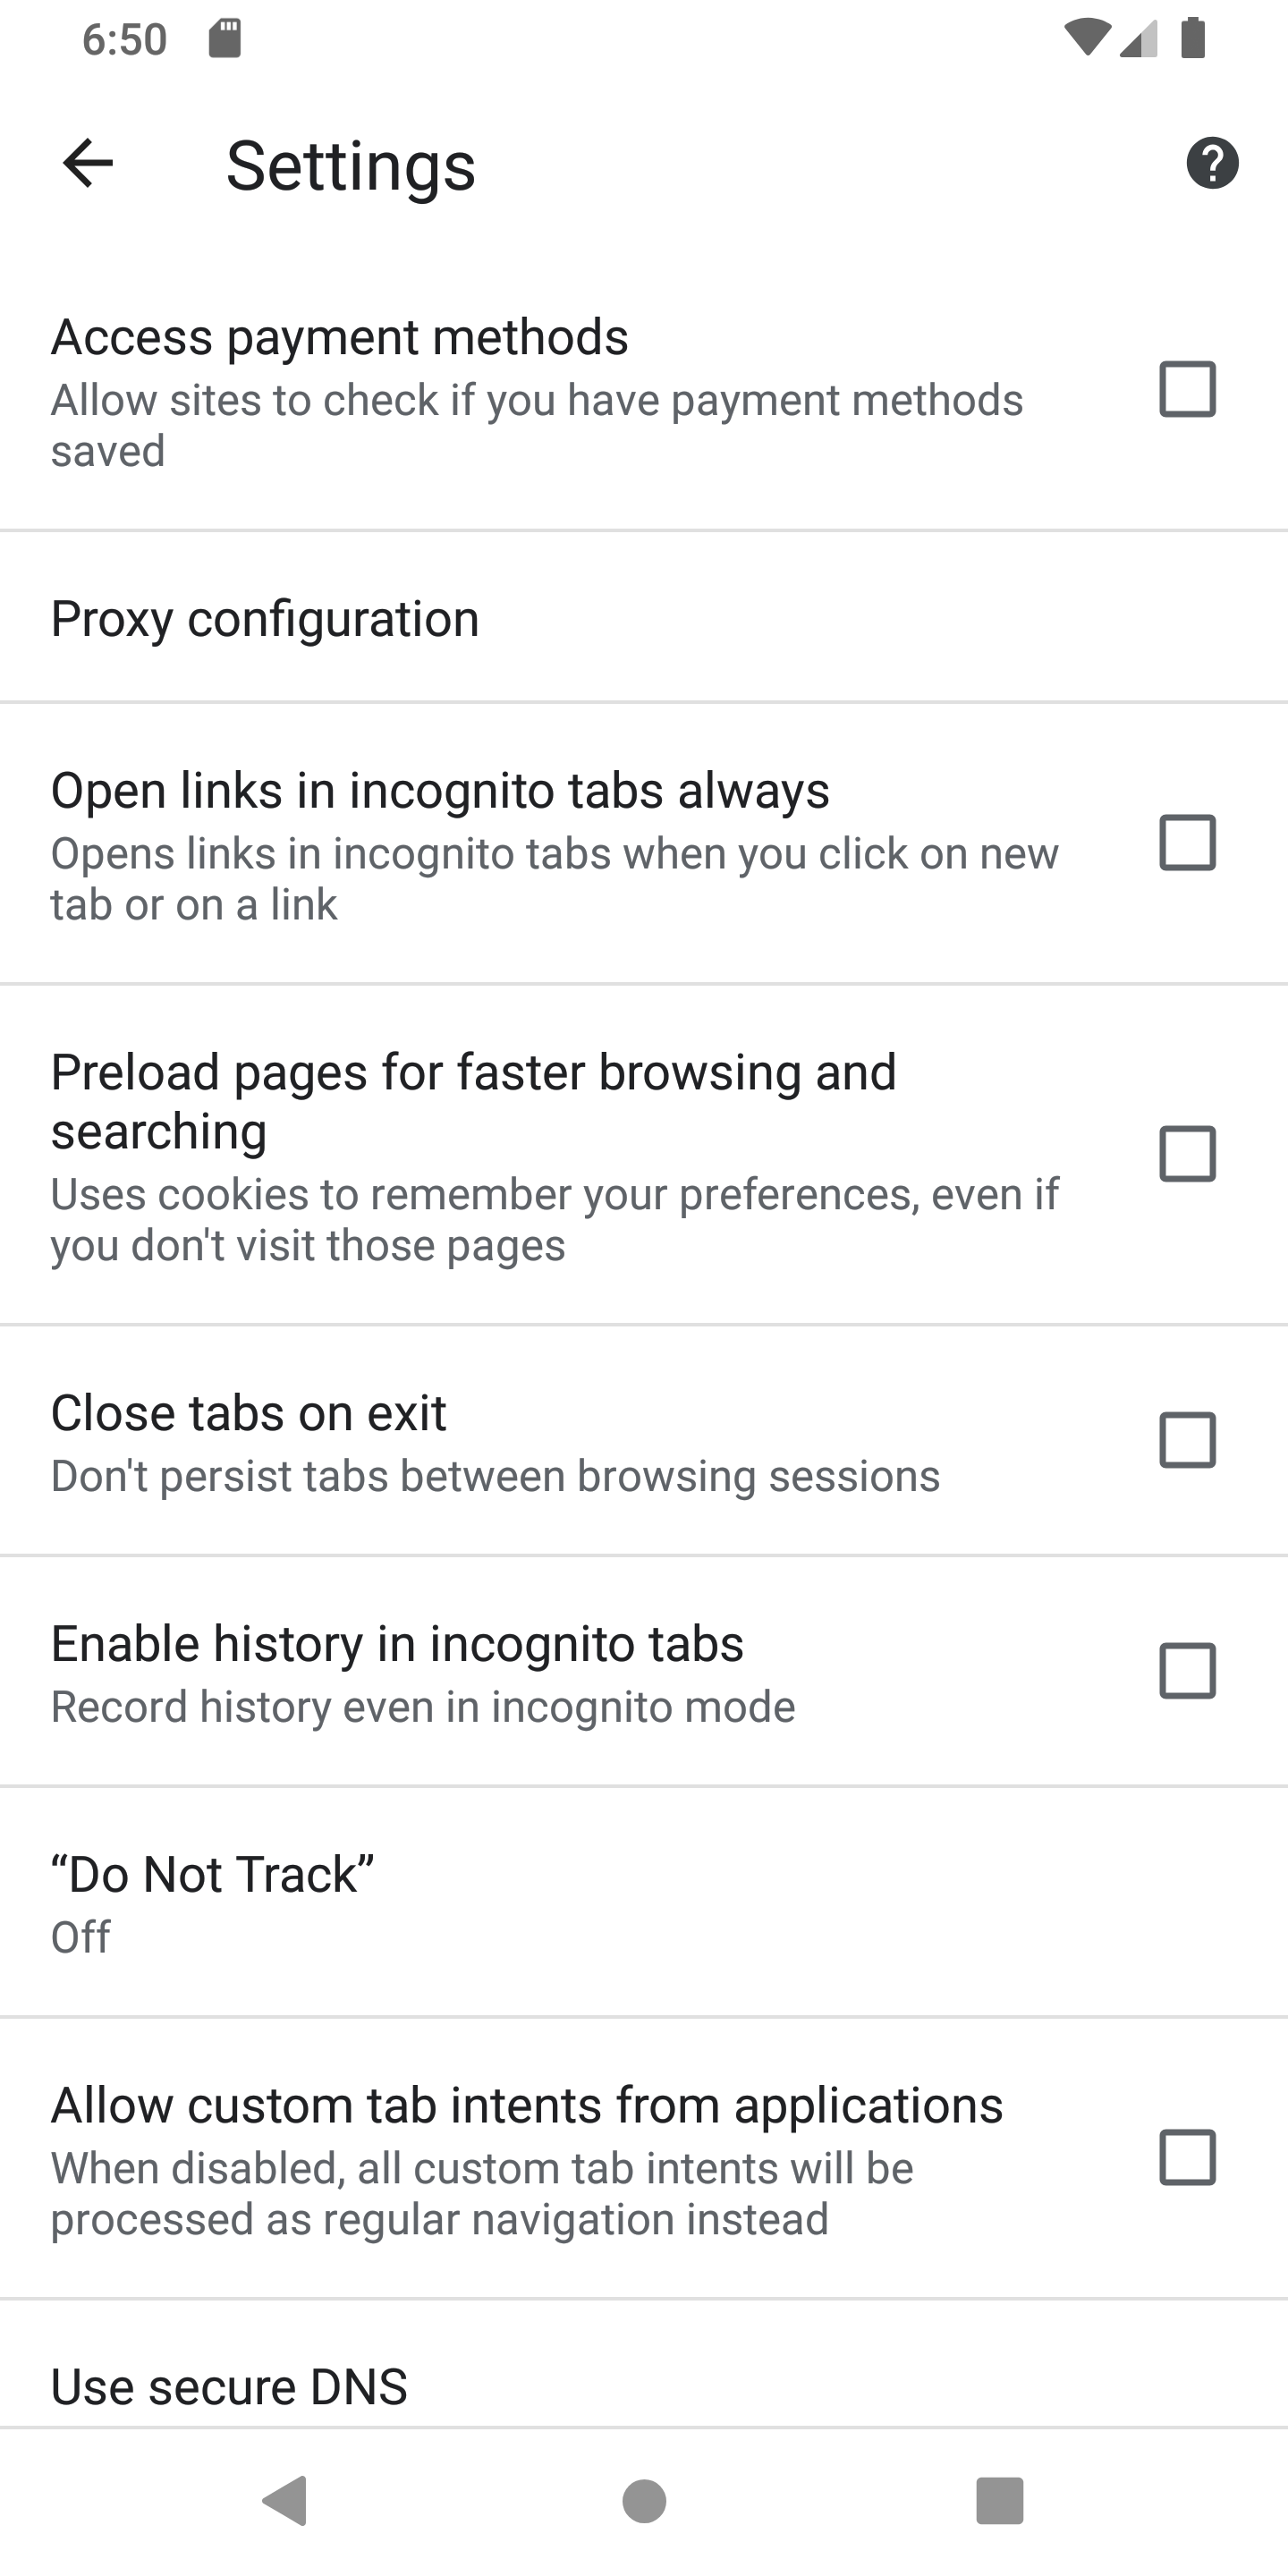 6:50
Settings
Access payment methods
Allow sites to check if you have payment methods
saved
Proxy configuration
Open links in incognito tabs always
Opens links in incognito tabs when you click on new
tab or on a link
Preload pages for faster browsing and
searching
Uses cookies to remember your preferences, even if
you don't visit those pages
Close tabs on exit
Don't persist tabs between browsing sessions
Enable history in incognito tabs
Record history even in incognito mode
“Do Not Track”
Off
Allow custom tab intents from applications
When disabled, all custom tab intents will be
processed as regular navigation instead
Use secure DNS